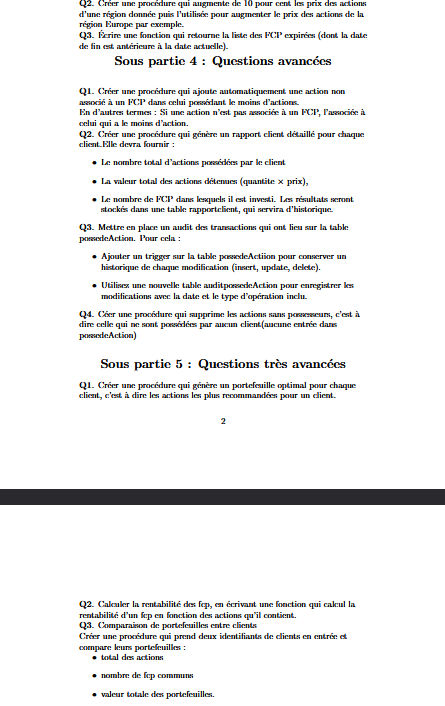 Q2. Créer une procédure qui augmente de 10 pour cent les prix des actions
d'une région donnée puis l'utilisée pour augmenter le prix des actions de la
région Europe par exemple.
Q3. Écrire une fonction qui retourne la liste des FCP expirées (dont la date
de fin est antérieure à la date actuelle).
Sous partie 4 : Questions avancées
Q1. Créer une procédure qui ajoute automatiquement une action non
associé à un FCP dans celui possédant le moins d'actions.
En d'autres termes : Si une action n'est pas associée à un FCP, l'associée à
celui qui a le moins d'action.
Q2. Créer une procédure qui génère un rapport client détaillé pour chaque
client.Elle devra fournir :
• Le nombre total d'actions possédées par le client
• La valeur total des actions détenues (quantite × prix),
• Le nombre de FCP dans lesquels il est investi. Les résultats seront
stockés dans une table rapportclient, qui servira d'historique.
Q3. Mettre en place un audit des transactions qui ont lieu sur la table
possedeAction. Pour cela :
• Ajouter un trigger sur la table possedeActiion pour conserver un
historique de chaque modification (insert, update, delete).
• Utilisez une nouvelle table auditpossedeAction pour enregistrer les
modifications avec la date et le type d'opération inclu.
Q4. Céer une procédure qui supprime les actions sans possesseurs, c'est à
dire celle qui ne sont possédées par aucun client(aucune entrée dans
possedeAction)
Sous partie 5 : Questions très avancées
Q1. Créer une procédure qui génère un portefeuille optimal pour chaque
client, c'est à dire les actions les plus recommandées pour un client.
2
Q2. Calculer la rentabilité des fcp, en écrivant une fonction qui calcul la
rentabilité d'un fcp en fonction des actions qu'il contient.
Q3. Comparaison de portefeuilles entre clients
Créer une procédure qui prend deux identifiants de clients en entrée et
compare leurs portefeuilles :
• total des actions
• nombre de fcp communs
• valeur totale des portefeuilles.